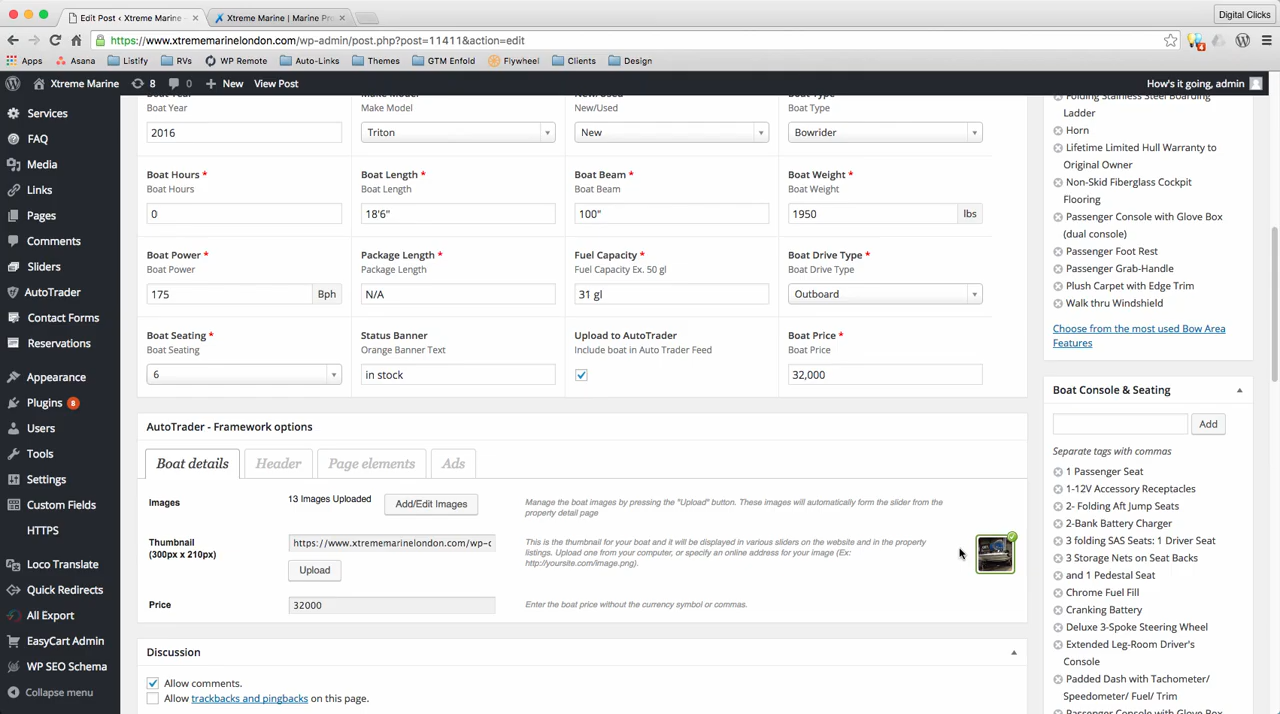 Edit Post ‹ Xtreme Marine
Xtreme Marine | Marine Pro
Digital Clicks
https://www.xtrememarinelondon.com/wp-admin/post.php?post=11411&action=edit
Apps Asana Listify RVs WP Remote Auto-Links Themes GTM Enfold Flywheel Clients Design
Xtreme Marine 8 0 New View Post How's it going, admin
Services
FAQ
Media
Links
Pages
Comments
Sliders
AutoTrader
Contact Forms
Reservations
Appearance
Plugins 8
Users
Tools
Settings
Custom Fields
HTTPS
Loco Translate
Quick Redirects
All Export
EasyCart Admin
WP SEO Schema
Collapse menu
Boat Year Make Model New/Used Boat Type
Boat Year Make Model New/Used Boat Type
2016 Triton New Bowrider
Boat Hours * Boat Length * Boat Beam * Boat Weight *
Boat Hours Boat Length Boat Beam Boat Weight
0 18'6" 100" 1950 lbs
Boat Power * Package Length * Fuel Capacity * Boat Drive Type *
Boat Power Package Length Fuel Capacity Ex. 50 gl Boat Drive Type
175 Bph N/A 31 gl Outboard
Boat Seating * Status Banner Upload to AutoTrader Boat Price *
Boat Seating Orange Banner Text Include boat in Auto Trader Feed Boat Price
6 in stock 32,000
AutoTrader - Framework options
Boat details Header Page elements Ads
Images 13 Images Uploaded Add/Edit Images
Manage the boat images by pressing the "Upload" button. These images will automatically form the slider from the
property detail page
Thumbnail
(300px x 210px)
https://www.xtrememarinelondon.com/wp-c
Upload
This is the thumbnail for your boat and it will be displayed in various sliders on the website and in the property
listings. Upload one from your computer, or specify an online address for your image (Ex:
http://yoursite.com/image.png).
Price 32000 Enter the boat price without the currency symbol or commas.
Discussion
Allow comments.
Allow trackbacks and pingbacks on this page.
Folding Stainless Steel Boarding
Ladder
Horn
Lifetime Limited Hull Warranty to
Original Owner
Non-Skid Fiberglass Cockpit
Flooring
Passenger Console with Glove Box
(dual console)
Passenger Foot Rest
Passenger Grab-Handle
Plush Carpet with Edge Trim
Walk thru Windshield
Choose from the most used Bow Area
Features
Boat Console & Seating
Add
Separate tags with commas
1 Passenger Seat
1-12V Accessory Receptacles
2- Folding Aft Jump Seats
2-Bank Battery Charger
3 folding SAS Seats: 1 Driver Seat
3 Storage Nets on Seat Backs
and 1 Pedestal Seat
Chrome Fuel Fill
Cranking Battery
Deluxe 3-Spoke Steering Wheel
Extended Leg-Room Driver's
Console
Padded Dash with Tachometer/
Speedometer/ Fuel/ Trim
Passenger Console with Glove Box